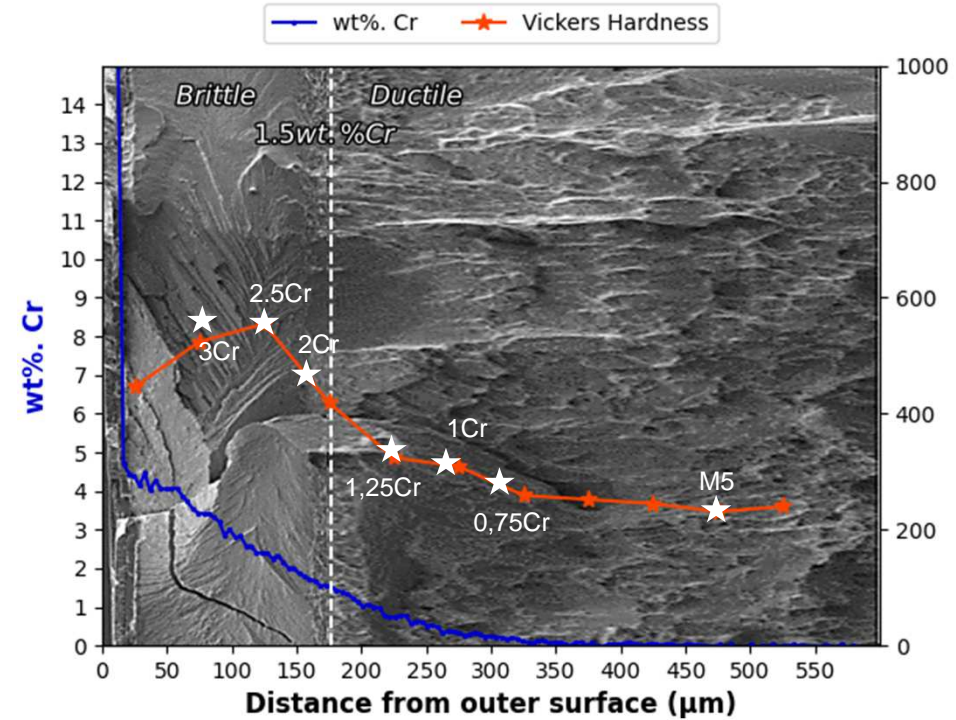 wt%. Cr
Vickers Hardness
Brittle
Ductile
1.5wt.%Cr
2.5Cr
3Cr
2Cr
1Cr
1,25Cr
0,75Cr
M5
wt%. Cr
14
13
12
11
10
9
8
7
6
5
4
3
2
1
0
1000
800
600
400
200
0
0 50 100 150 200 250 300 350 400 450 500 550
Distance from outer surface (μm)